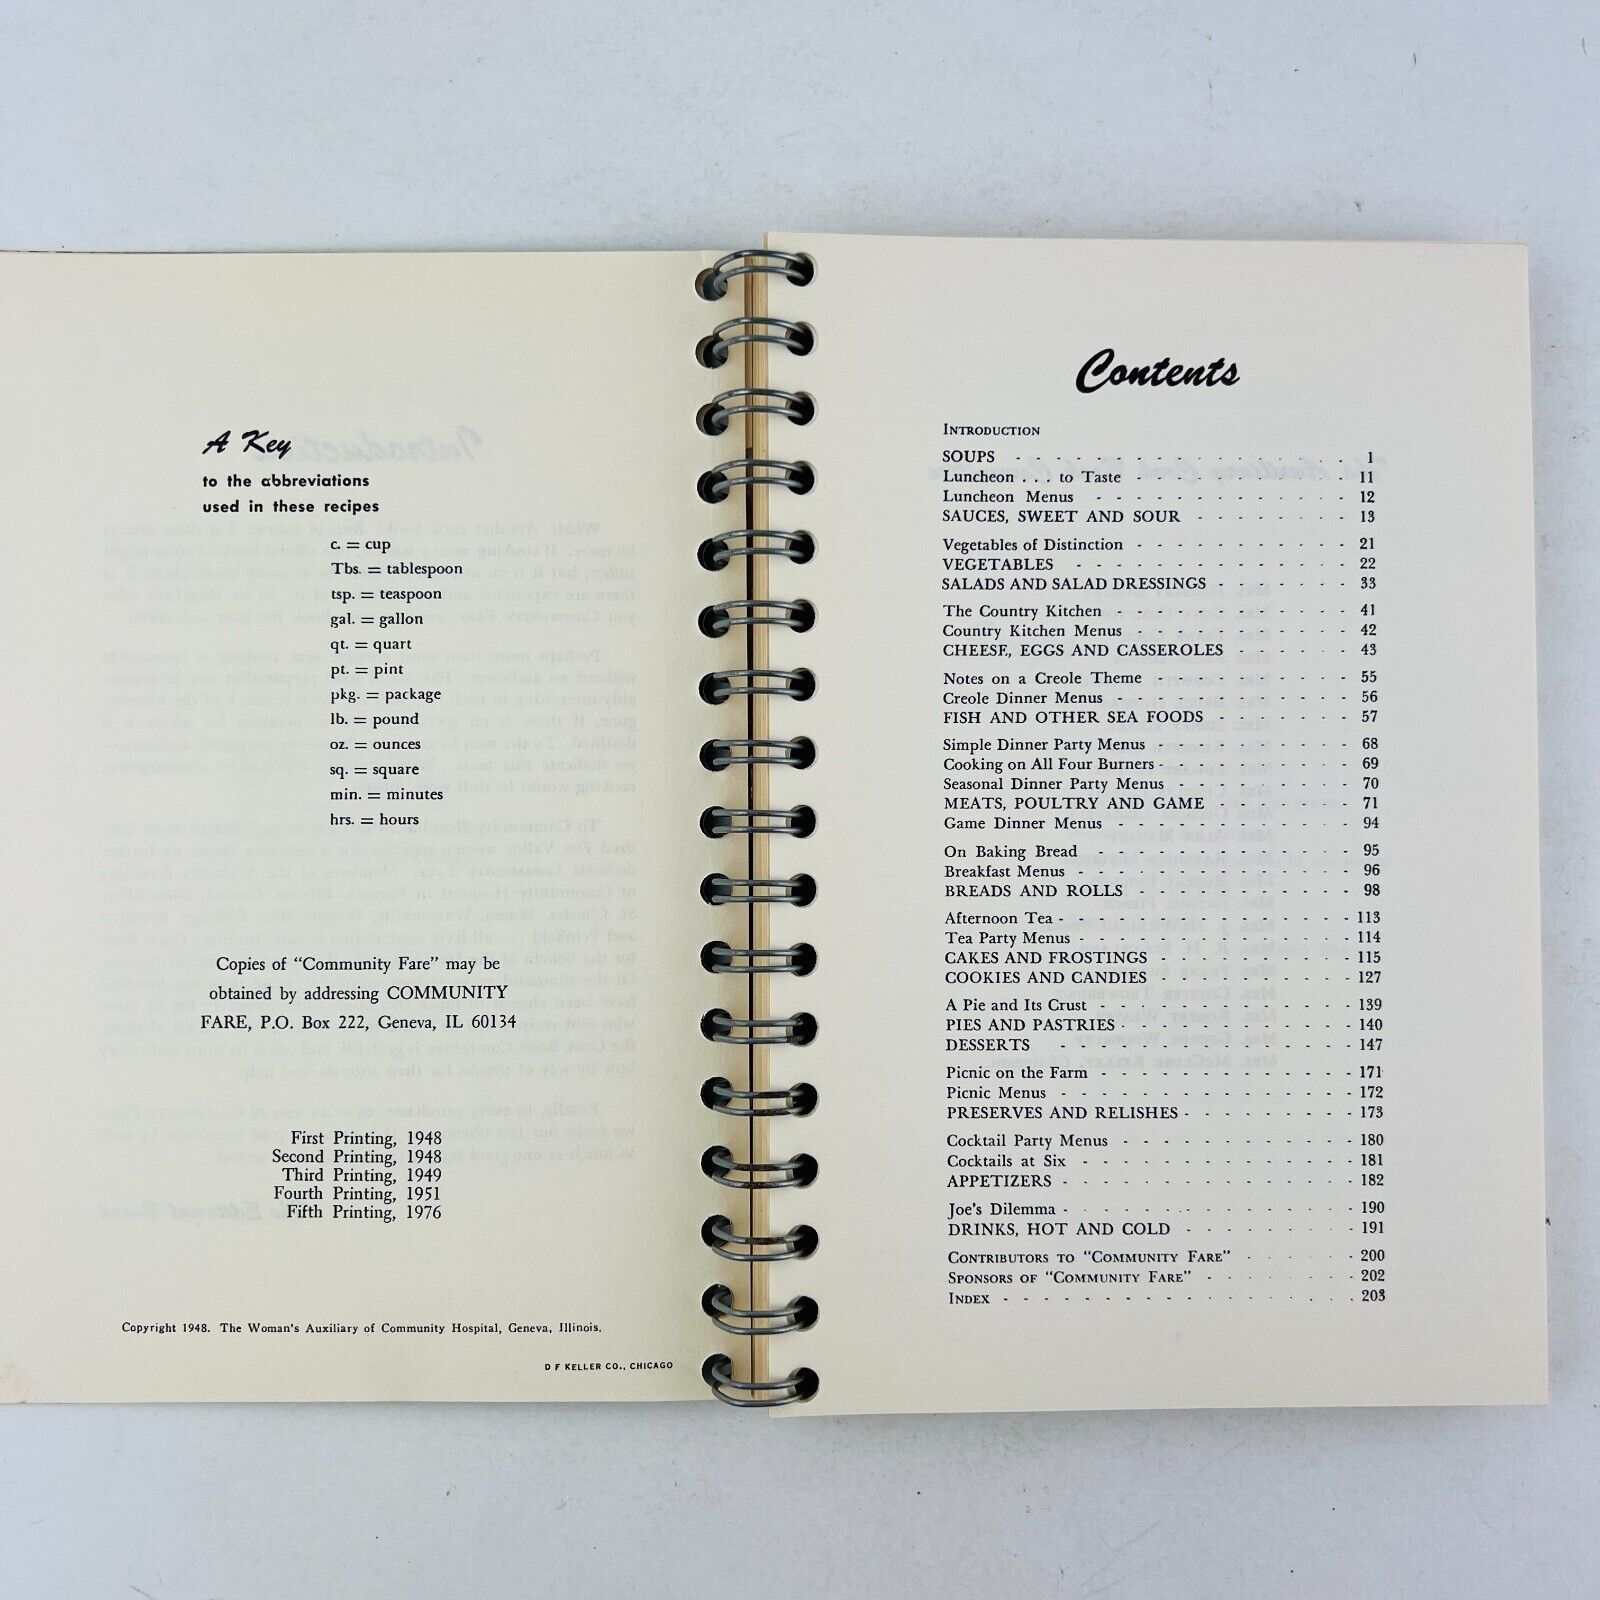 A Key
to the abbreviations
used in these recipes
c. = cup
Tbs. = tablespoon
tsp. = teaspoon
gal. = gallon
qt. = quart
pt. = pint
pkg. = package
lb. = pound
oz. = ounces
sq. = square
min. = minutes
hrs. = hours
Copies of "Community Fare" may be
obtained by addressing COMMUNITY
FARE, P.O. Box 222, Geneva, IL 60134
First Printing, 1948
Second Printing, 1948
Third Printing, 1949
Fourth Printing, 1951
Fifth Printing, 1976
Copyright 1948. The Woman's Auxiliary of Community Hospital, Geneva, Illinois.
D F KELLER CO., CHICAGO
Contents
INTRODUCTION
SOUPS - - - - - - - - - - - - - - - 1
Luncheon . . . to Taste - - - - - - - - - - 11
Luncheon Menus - - - - - - - - - - - 12
SAUCES, SWEET AND SOUR - - - - - - - - 13
Vegetables of Distinction - - - - - - - - - - 21
VEGETABLES - - - - - - - - - - - - 22
SALADS AND SALAD DRESSINGS - - - - - - - 33
The Country Kitchen - - - - - - - - - - - 41
Country Kitchen Menus - - - - - - - - - - 42
CHEESE, EGGS AND CASSEROLES - - - - - - 43
Notes on a Creole Theme - - - - - - - - - 55
Creole Dinner Menus - - - - - - - - - - - 56
FISH AND OTHER SEA FOODS - - - - - - - 57
Simple Dinner Party Menus - - - - - - - - - 68
Cooking on All Four Burners - - - - - - - - - 69
Seasonal Dinner Party Menus - - - - - - - - 70
MEATS, POULTRY AND GAME - - - - - - - 71
Game Dinner Menus - - - - - - - - - - - 94
On Baking Bread - - - - - - - - - - - - 95
Breakfast Menus - - - - - - - - - - - - 96
BREADS AND ROLLS - - - - - - - - - - 98
Afternoon Tea - - - - - - - - - - - - - 113
Tea Party Menus - - - - - - - - - - - - 114
CAKES AND FROSTINGS - - - - - - - - - 115
COOKIES AND CANDIES - - - - - - - - - 127
A Pie and Its Crust - - - - - - - - - - - - 139
PIES AND PASTRIES - - - - - - - - - - - 140
DESSERTS - - - - - - - - - - - - - 147
Picnic on the Farm - - - - - - - - - - - 171
Picnic Menus - - - - - - - - - - - - - 172
PRESERVES AND RELISHES - - - - - - - - 173
Cocktail Party Menus - - - - - - - - - - 180
Cocktails at Six - - - - - - - - - - - - 181
APPETIZERS - - - - - - - - - - - - - 182
Joe's Dilemma - - - - - - - - - - - - - 190
DRINKS, HOT AND COLD - - - - - - - - 191
CONTRIBUTORS TO "COMMUNITY FARE" - - - - - - 200
SPONSORS OF "COMMUNITY FARE" - - - - - - - - 202
INDEX - - - - - - - - - - - - - - - - 203